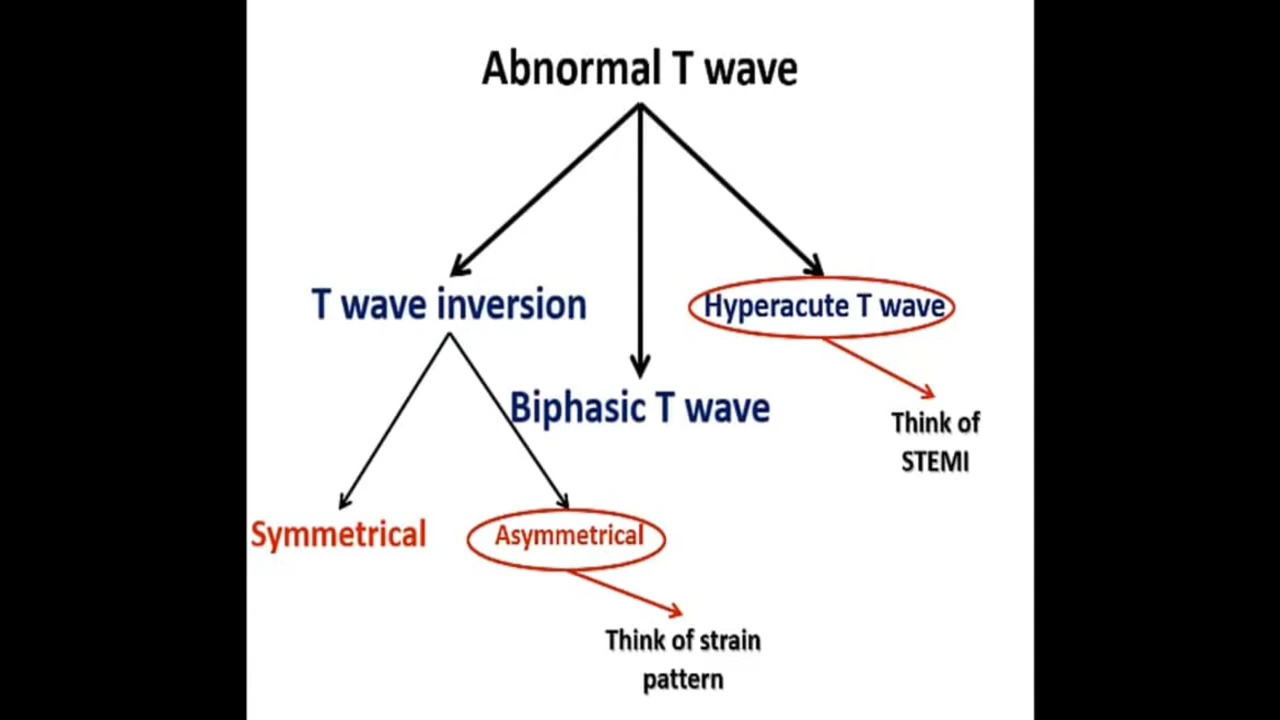 Abnormal T wave
T wave inversion
Hyperacute T wave
Biphasic T wave
Think of
STEMI
Symmetrical
Asymmetrical
Think of strain
pattern